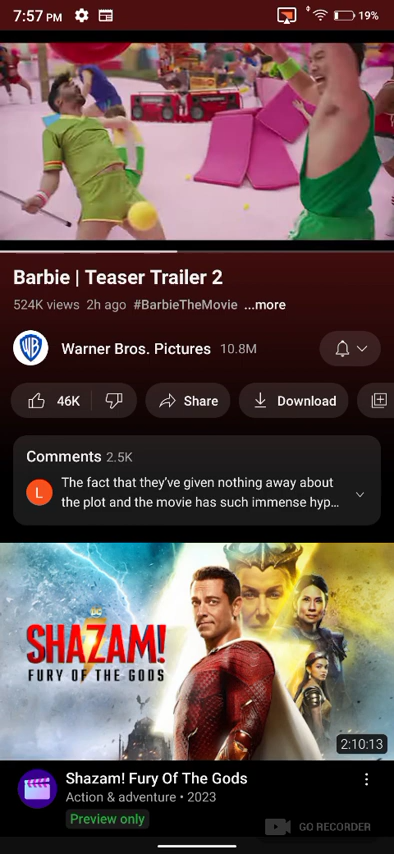 7:57 PM
19%
Barbie | Teaser Trailer 2
524K views 2h ago #BarbieTheMovie ...more
WB
Warner Bros. Pictures 10.8M
46K
Share
Download
Comments 2.5K
L
The fact that they've given nothing away about
the plot and the movie has such immense hyp...
DC
SHAZAM!
FURY OF THE GODS
2:10:13
Shazam! Fury Of The Gods
Action & adventure • 2023
Preview only
GO RECORDER